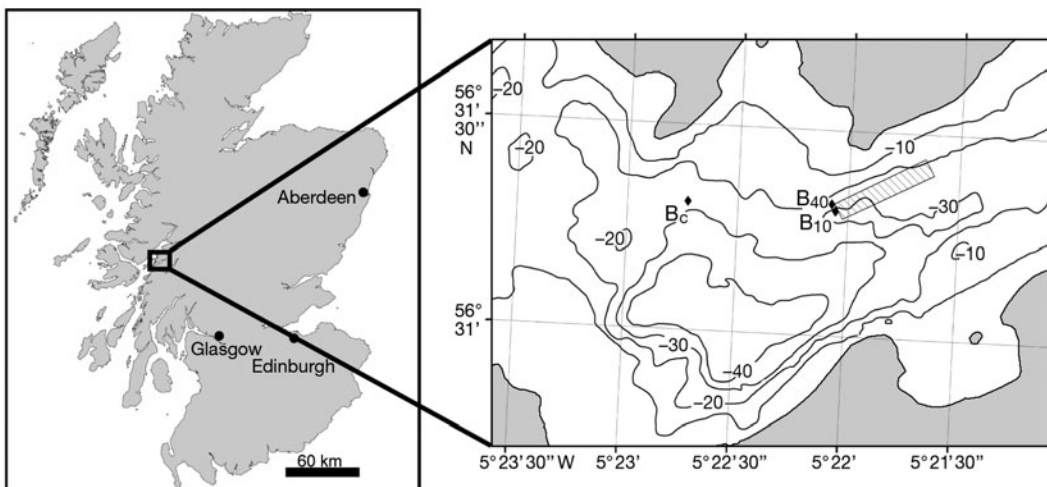 Aberdeen
Glasgow
Edinburgh
60 km
56°
31'
30" N
56°
31'
–20
–20
–10
B40
B10
Bc
–30
–20
–10
–30
–40
–20
5°23'30" W
5°23'
5°22'30"
5°22'
5°21'30"